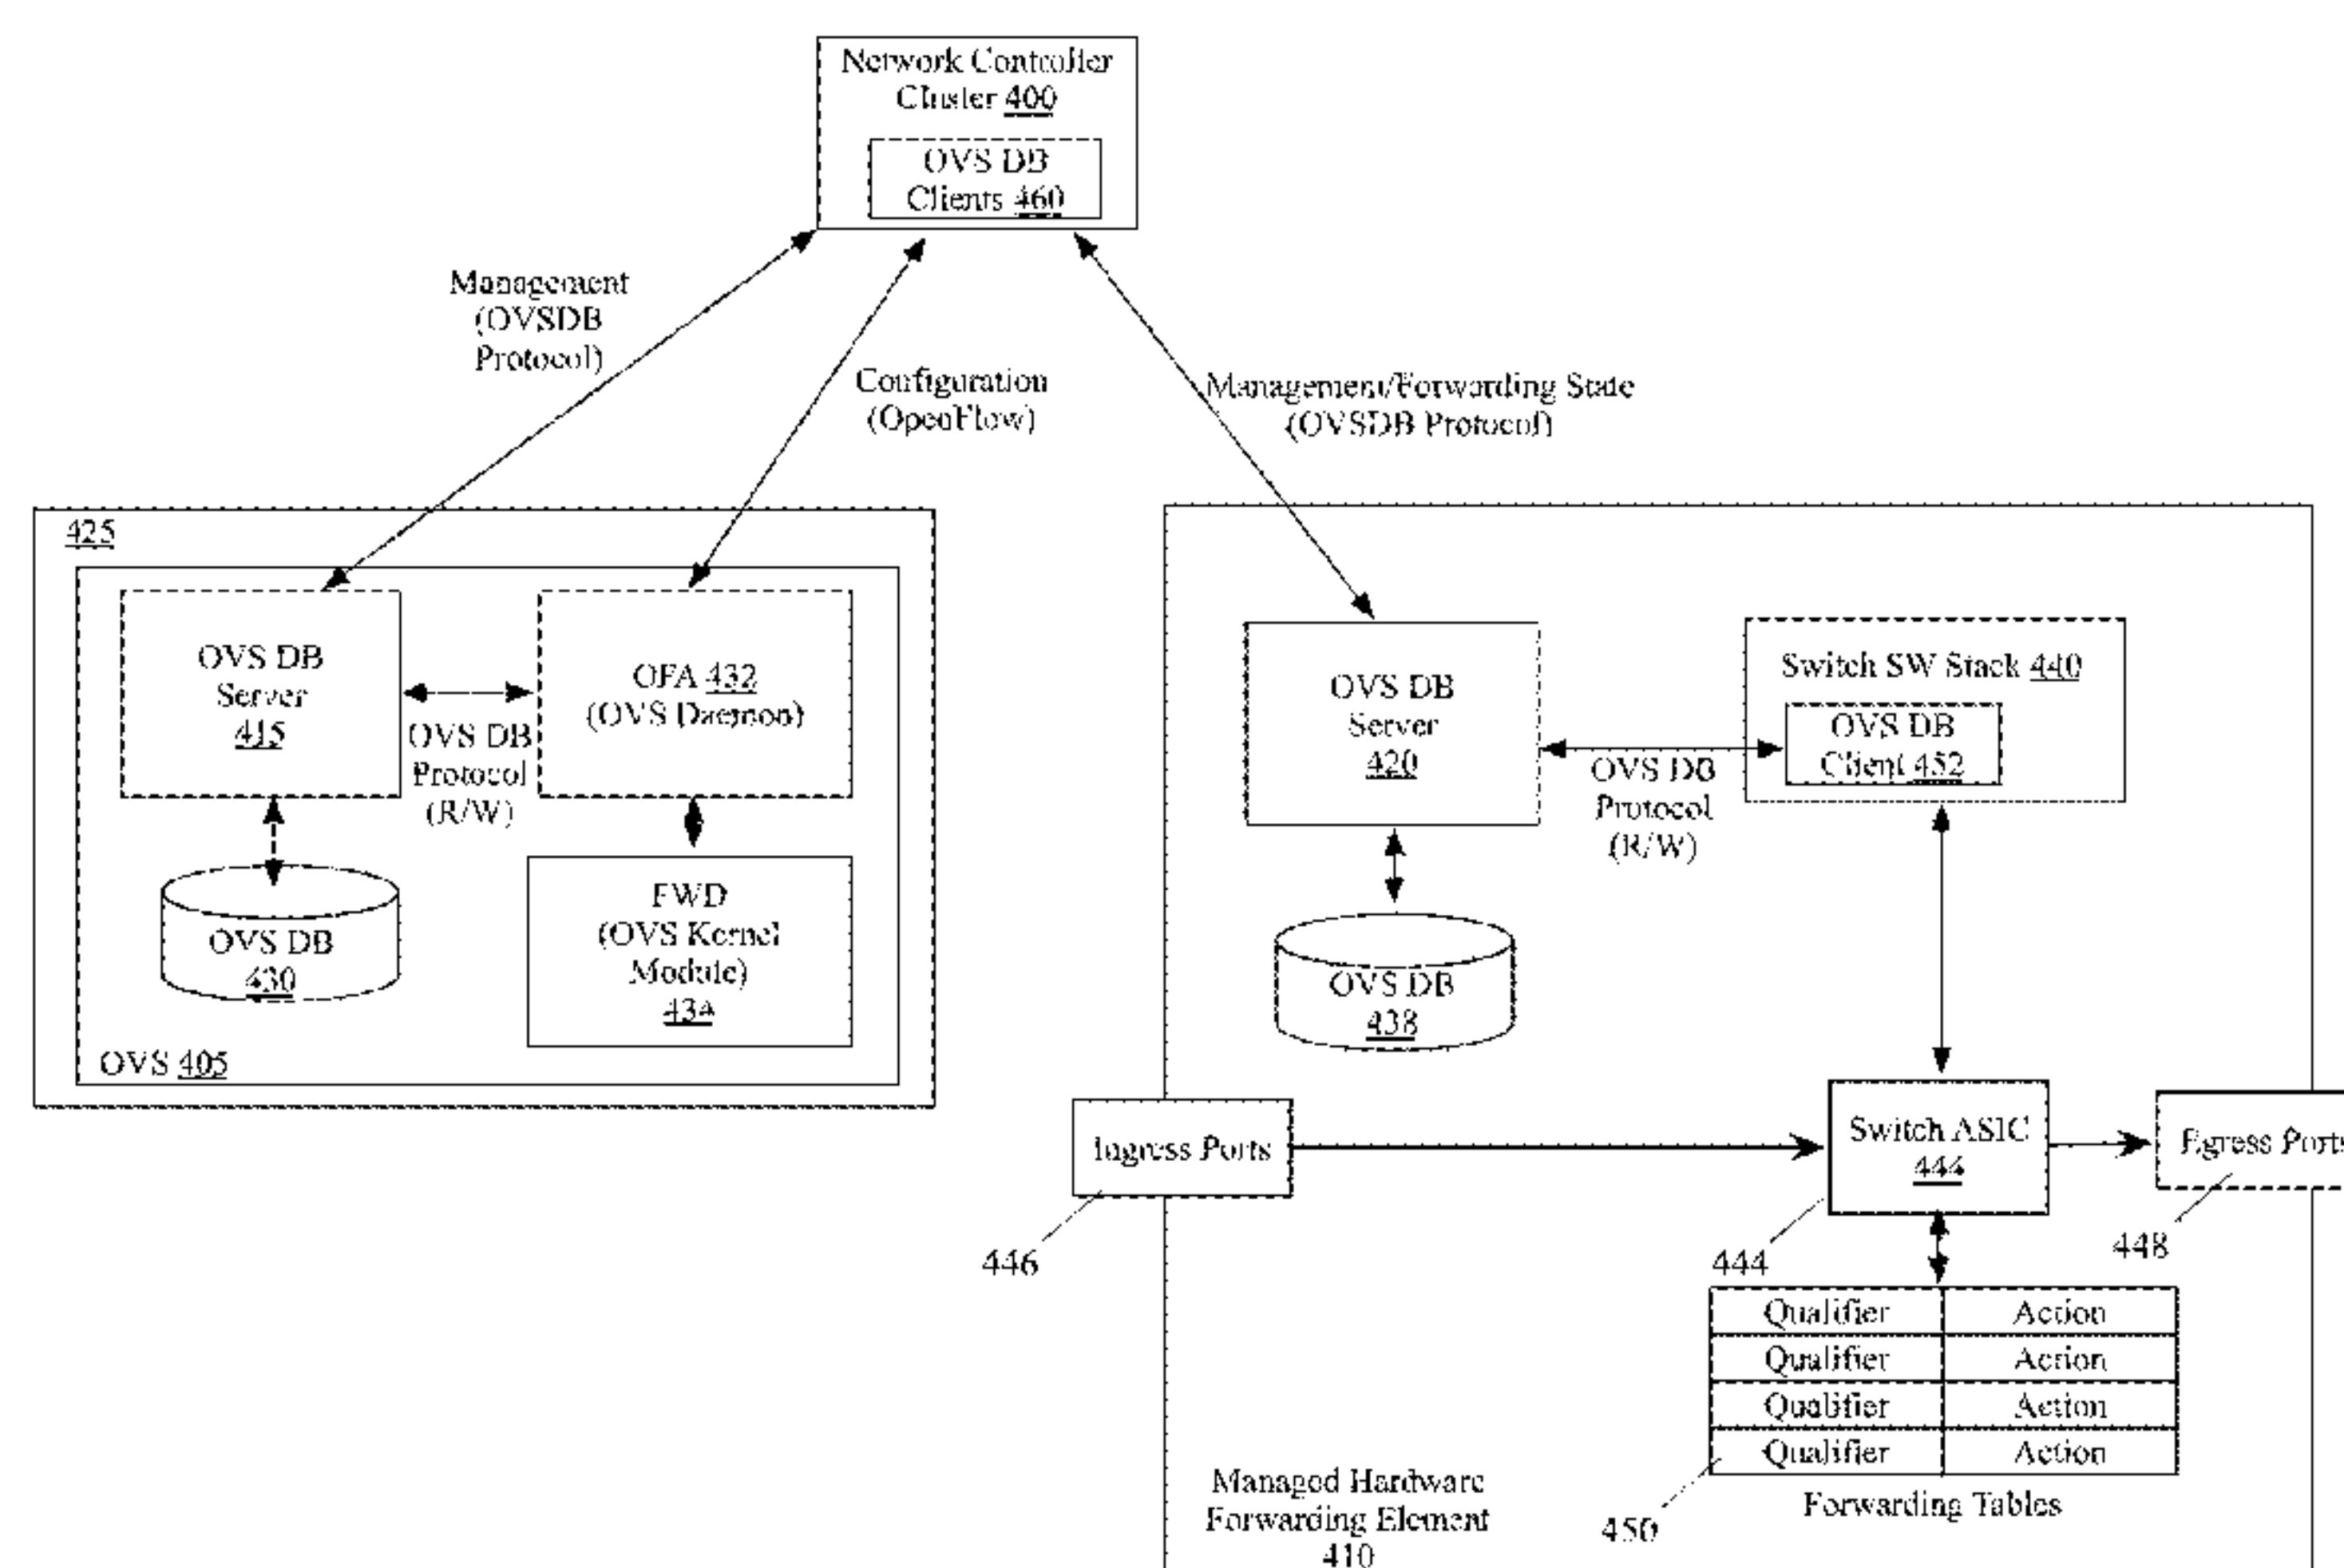 Network Controller
Cluster 400
OVS DB
Clients 460
Management
(OVSDB
Protocol)
Configuration
(OpenFlow)
Management/Forwarding State
(OVSDB Protocol)
425
OVS DB
Server
415
OVS DB
Protocol
(R/W)
OFA 432
(OVS Daemon)
OVS DB
430
FWD
(OVS Kernel
Module)
434
OVS 405
OVS DB
Server
420
OVS DB
Protocol
(R/W)
Switch SW Stack 440
OVS DB
Client 452
OVS DB
438
Ingress Ports
446
Switch ASIC
444
444
Egress Ports
448
Qualifier Action
Qualifier Action
Qualifier Action
Qualifier Action
450
Forwarding Tables
Managed Hardware
Forwarding Element
410